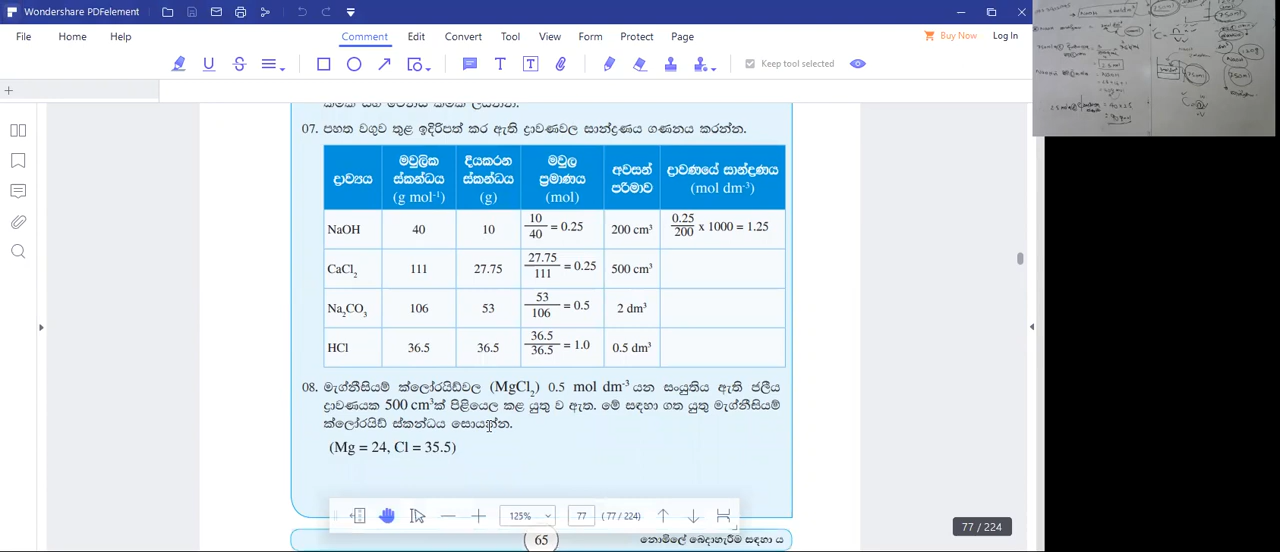 Wondershare PDFelement
File Home Help Comment Edit Convert Tool View Form Protect Page Buy Now Log In
Keep tool selected
07. පහත වගුව තුළ ඉදිරිපත් කර ඇති ද්‍රාවණවල සාන්ද්‍රණය ගණනය කරන්න.
ද්‍රාව්‍යය මවුලික ස්කන්ධය (g mol⁻¹) දියකරන ස්කන්ධය (g) මවුල ප්‍රමාණය (mol) අවසන් පරිමාව ද්‍රාවණයේ සාන්ද්‍රණය (mol dm⁻³)
NaOH 40 10 10/40 = 0.25 200 cm³ 0.25/200 x 1000 = 1.25
CaCl₂ 111 27.75 27.75/111 = 0.25 500 cm³
Na₂CO₃ 106 53 53/106 = 0.5 2 dm³
HCl 36.5 36.5 36.5/36.5 = 1.0 0.5 dm³
08. මැග්නීසියම් ක්ලෝරයිඩ්වල (MgCl₂) 0.5 mol dm⁻³ යන සංයුතිය ඇති ජලීය
ද්‍රාවණයක 500 cm³ක් පිළියෙල කළ යුතු ව ඇත. මේ සඳහා ගත යුතු මැග්නීසියම්
ක්ලෝරයිඩ් ස්කන්ධය සොයන්න.
(Mg = 24, Cl = 35.5)
125% 77 (77 / 224)
77 / 224
65 නොමිලේ බෙදාහැරීම සඳහා ය